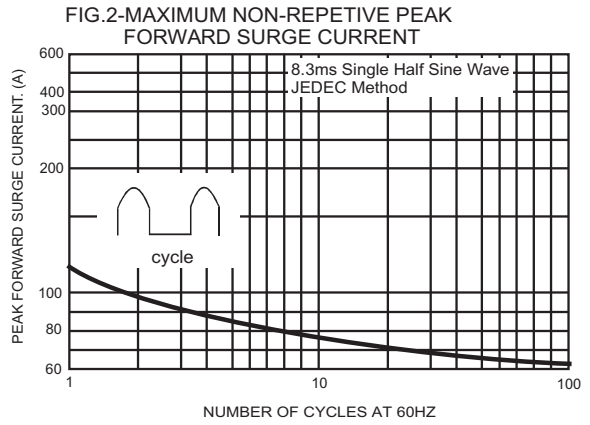 FIG.2-MAXIMUM NON-REPETIVE PEAK
FORWARD SURGE CURRENT
600
8.3ms Single Half Sine Wave
JEDEC Method
400
300
200
cycle
100
80
60
PEAK FORWARD SURGE CURRENT. (A)
1
10
100
NUMBER OF CYCLES AT 60HZ